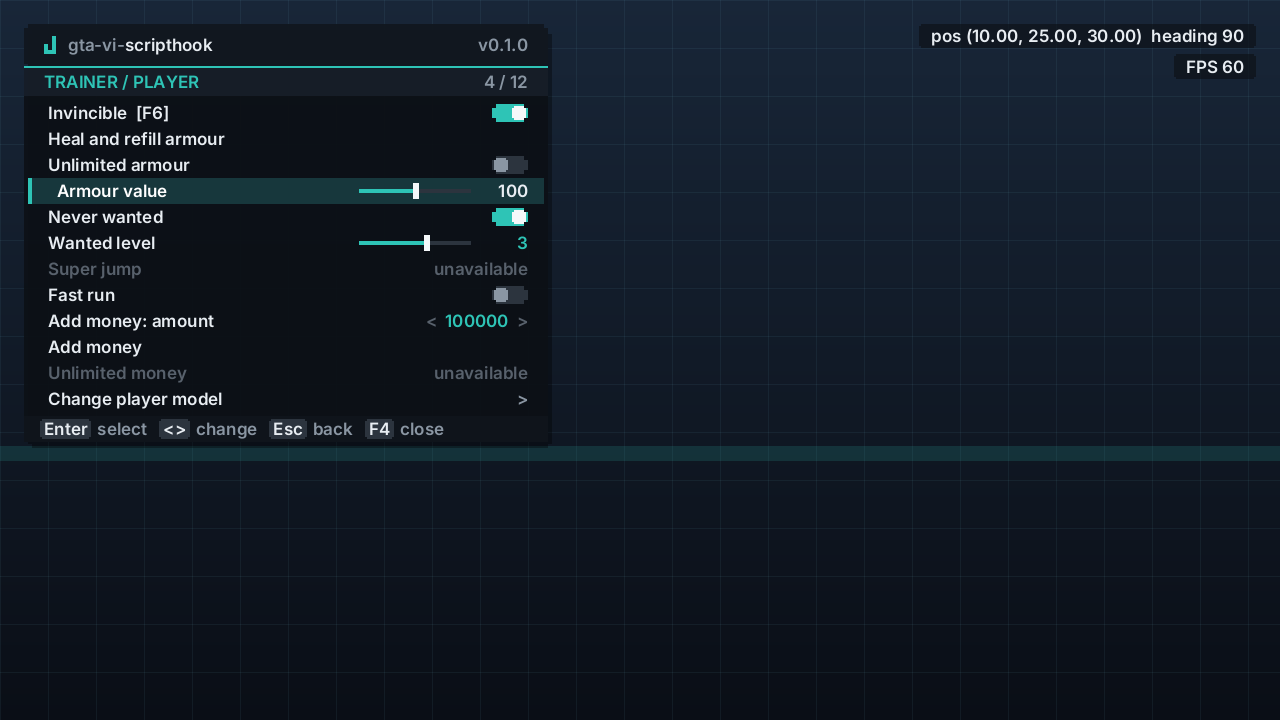 gta-vi-scripthook v0.1.0
TRAINER / PLAYER 4 / 12
Invincible [F6]
Heal and refill armour
Unlimited armour
Armour value 100
Never wanted
Wanted level 3
Super jump unavailable
Fast run
Add money: amount < 100000 >
Add money
Unlimited money unavailable
Change player model >
Enter select <> change Esc back F4 close
pos (10.00, 25.00, 30.00) heading 90
FPS 60